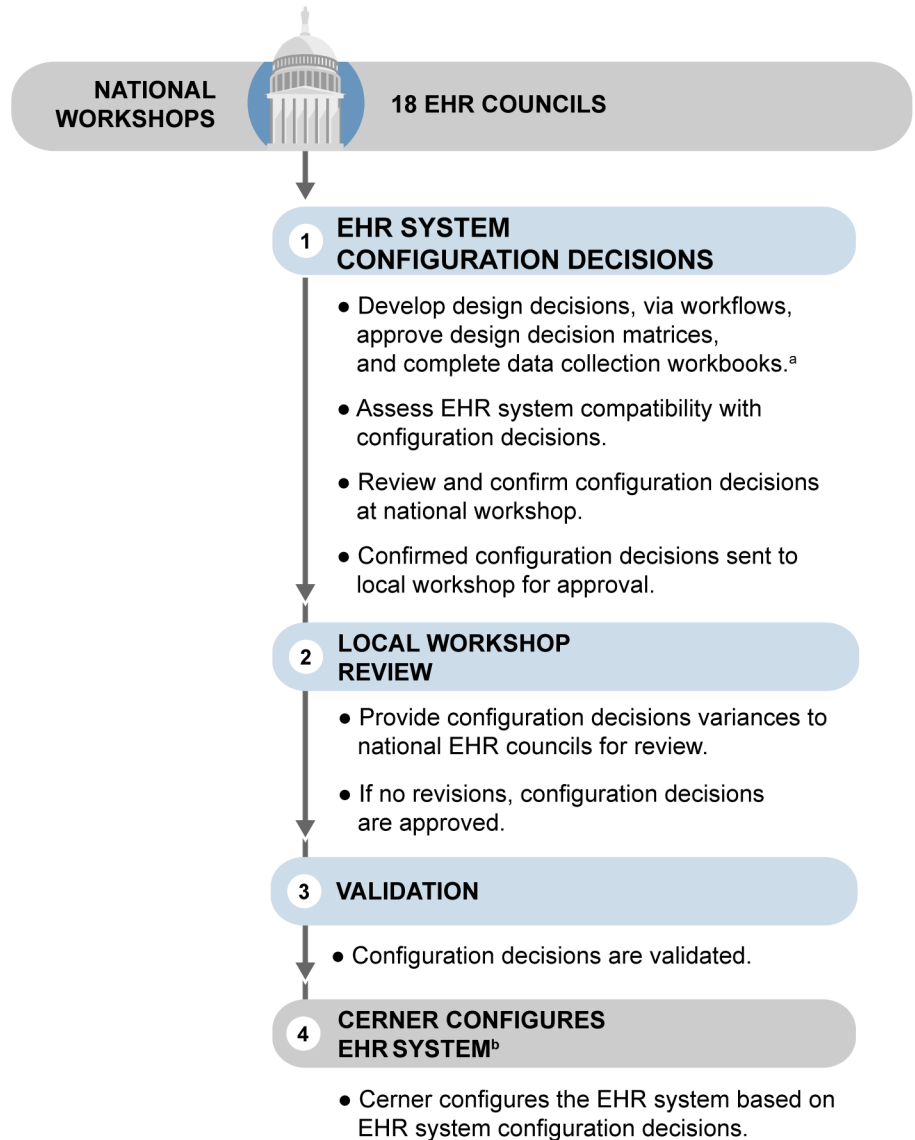 NATIONAL
WORKSHOPS
18 EHR COUNCILS
1
EHR SYSTEM
CONFIGURATION DECISIONS
● Develop design decisions, via workflows,
approve design decision matrices,
and complete data collection workbooks.ᵃ
● Assess EHR system compatibility with
configuration decisions.
● Review and confirm configuration decisions
at national workshop.
● Confirmed configuration decisions sent to
local workshop for approval.
2
LOCAL WORKSHOP
REVIEW
● Provide configuration decisions variances to
national EHR councils for review.
● If no revisions, configuration decisions
are approved.
3
VALIDATION
● Configuration decisions are validated.
4
CERNER CONFIGURES
EHR SYSTEMᵇ
● Cerner configures the EHR system based on
EHR system configuration decisions.